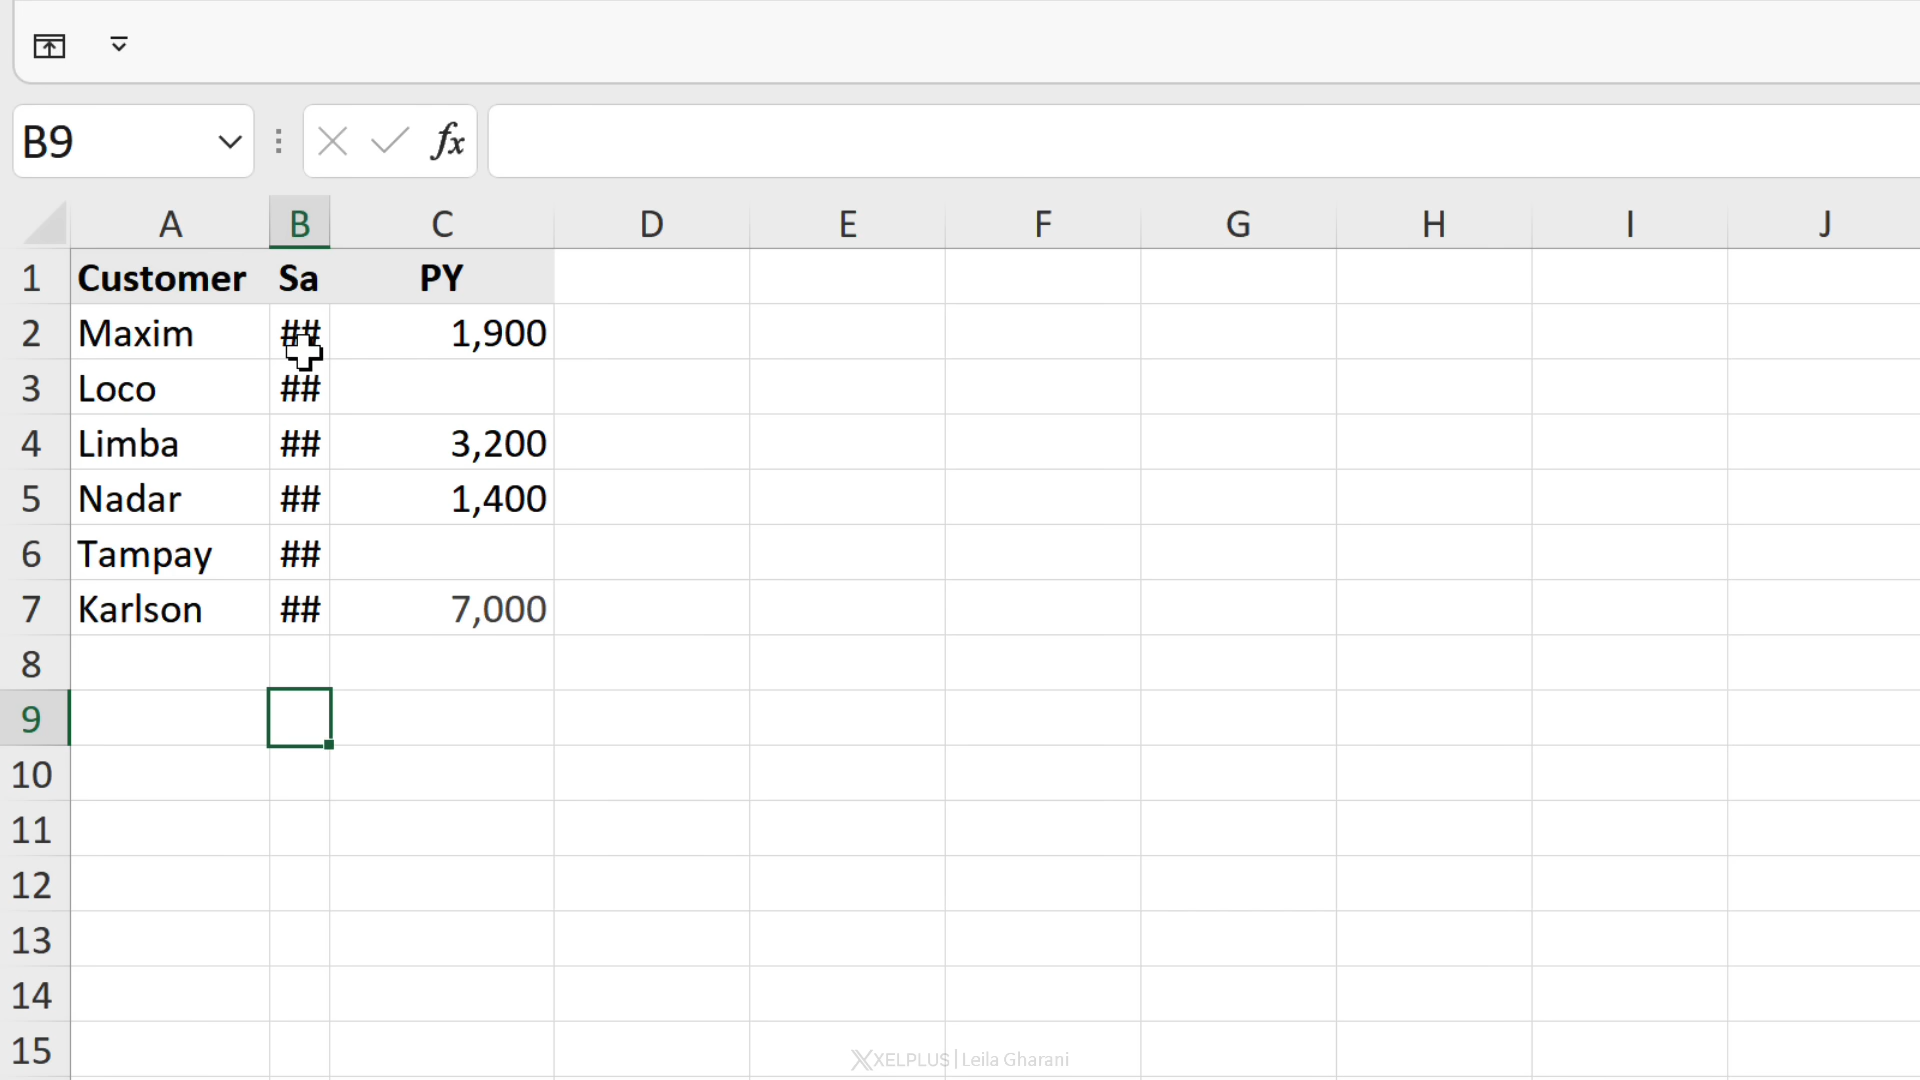 B9 fx
A B C D E F G H I J
1 Customer Sa PY
2 Maxim ## 1,900
3 Loco ##
4 Limba ## 3,200
5 Nadar ## 1,400
6 Tampay ##
7 Karlson ## 7,000
8
9
10
11
12
13
14
15
XELPLUS | Leila Gharani